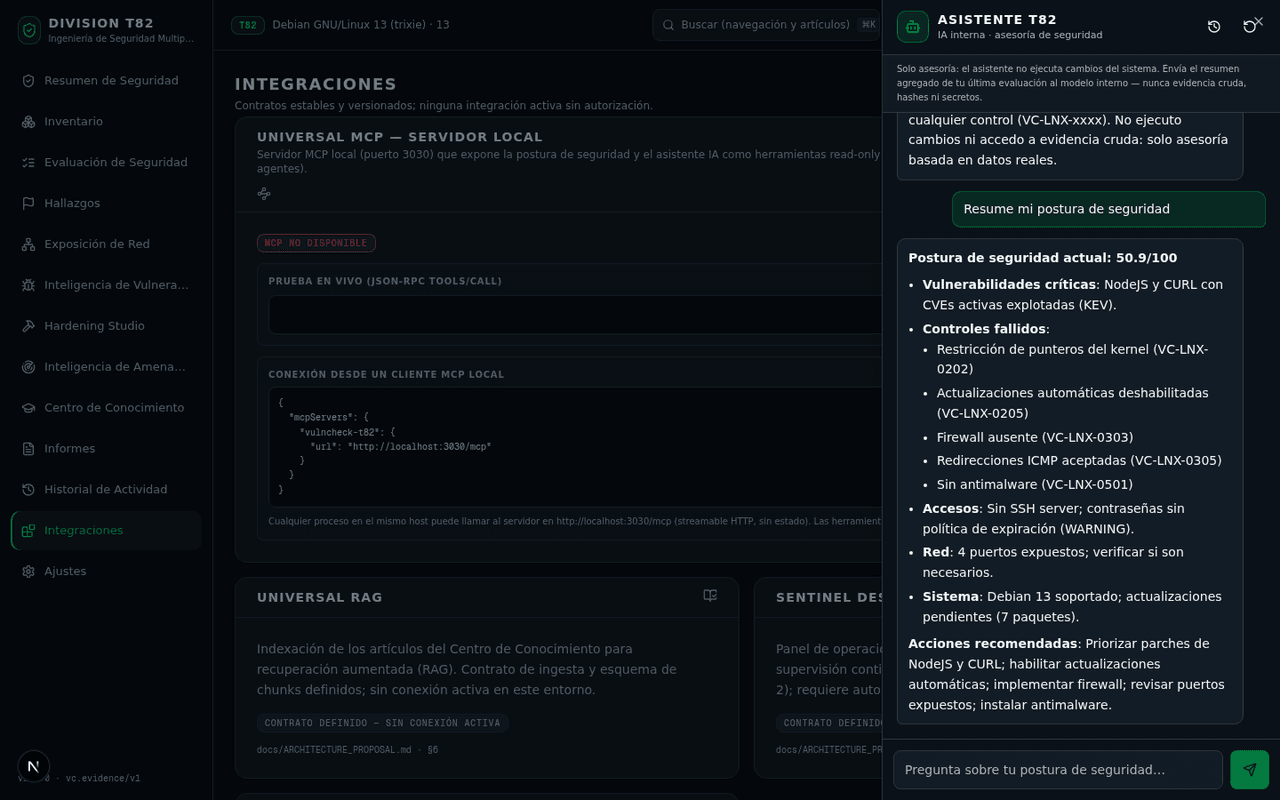 DIVISION T82
Ingeniería de Seguridad Multip...
Resumen de Seguridad
Inventario
Evaluación de Seguridad
Hallazgos
Exposición de Red
Inteligencia de Vulnera...
Hardening Studio
Inteligencia de Amena...
Centro de Conocimiento
Informes
Historial de Actividad
Integraciones
Ajustes
N
· vc.evidence/v1
T82
Debian GNU/Linux 13 (trixie) · 13
Buscar (navegación y artículos)
⌘K
INTEGRACIONES
Contratos estables y versionados; ninguna integración activa sin autorización.
UNIVERSAL MCP — SERVIDOR LOCAL
Servidor MCP local (puerto 3030) que expone la postura de seguridad y el asistente IA como herramientas read-only
agentes).
MCP NO DISPONIBLE
PRUEBA EN VIVO (JSON-RPC TOOLS/CALL)
CONEXIÓN DESDE UN CLIENTE MCP LOCAL
{
"mcpServers": {
"vulncheck-t82": {
"url": "http://localhost:3030/mcp"
}
}
}
Cualquier proceso en el mismo host puede llamar al servidor en http://localhost:3030/mcp (streamable HTTP, sin estado). Las herramient
UNIVERSAL RAG
Indexación de los artículos del Centro de Conocimiento para
recuperación aumentada (RAG). Contrato de ingesta y esquema de
chunks definidos; sin conexión activa en este entorno.
CONTRATO DEFINIDO — SIN CONEXIÓN ACTIVA
docs/ARCHITECTURE_PROPOSAL.md · §6
SENTINEL DES
Panel de operaci
supervisión conti
2); requiere auto
CONTRATO DEFINID
docs/ARCHITECTURE_PR
ASISTENTE T82
IA interna · asesoría de seguridad
Solo asesoría: el asistente no ejecuta cambios del sistema. Envía el resumen
agregado de tu última evaluación al modelo interno — nunca evidencia cruda,
hashes ni secretos.
cualquier control (VC-LNX-xxxx). No ejecuto
cambios ni accedo a evidencia cruda: solo asesoría
basada en datos reales.
Resume mi postura de seguridad
Postura de seguridad actual: 50.9/100
• Vulnerabilidades críticas: NodeJS y CURL con
CVEs activas explotadas (KEV).
• Controles fallidos:
• Restricción de punteros del kernel (VC-LNX-
0202)
• Actualizaciones automáticas deshabilitadas
(VC-LNX-0205)
• Firewall ausente (VC-LNX-0303)
• Redirecciones ICMP aceptadas (VC-LNX-0305)
• Sin antimalware (VC-LNX-0501)
• Accesos: Sin SSH server; contraseñas sin
política de expiración (WARNING).
• Red: 4 puertos expuestos; verificar si son
necesarios.
• Sistema: Debian 13 soportado; actualizaciones
pendientes (7 paquetes).
Acciones recomendadas: Priorizar parches de
NodeJS y CURL; habilitar actualizaciones
automáticas; implementar firewall; revisar puertos
expuestos; instalar antimalware.
Pregunta sobre tu postura de seguridad...